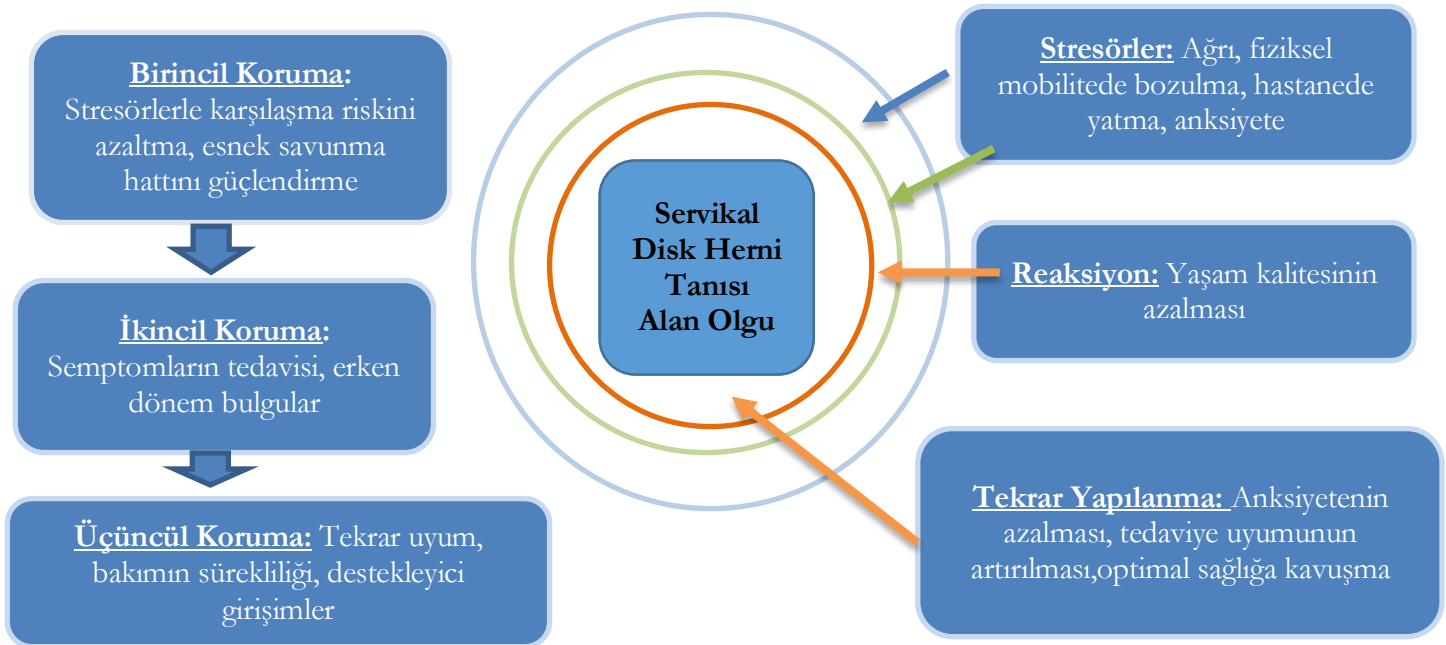 Birincil Koruma:
Stresörlerle karşılaşma riskini
azaltma, esnek savunma
hattını güçlendirme
İkincil Koruma:
Semptomların tedavisi, erken
dönem bulgular
Üçüncül Koruma: Tekrar uyum,
bakımın sürekliliği, destekleyici
girişimler
Servikal
Disk Herni
Tanısı
Alan Olgu
Stresörler: Ağrı, fiziksel
mobilitede bozulma, hastanede
yatma, anksiyete
Reaksiyon: Yaşam kalitesinin
azalması
Tekrar Yapılanma: Anksiyetenin
azalması, tedaviye uyumunun
artırılması,optimal sağlığa kavuşma